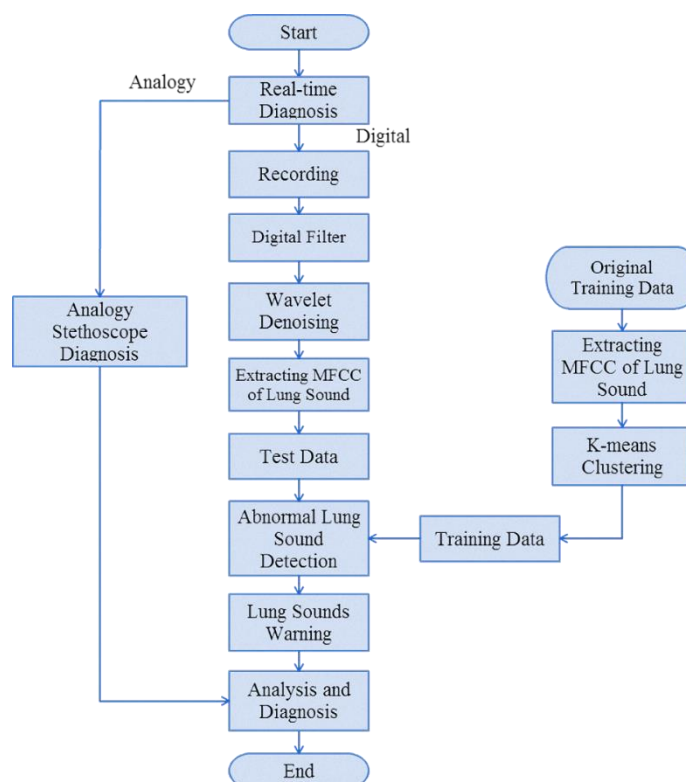 Start
Analogy
Real-time
Diagnosis
Digital
Recording
Digital Filter
Wavelet
Denoising
Extracting MFCC
of Lung Sound
Test Data
Abnormal Lung
Sound
Detection
Lung Sounds
Warning
Analysis and
Diagnosis
End
Analogy
Stethoscope
Diagnosis
Original
Training Data
Extracting
MFCC of Lung
Sound
K-means
Clustering
Training Data